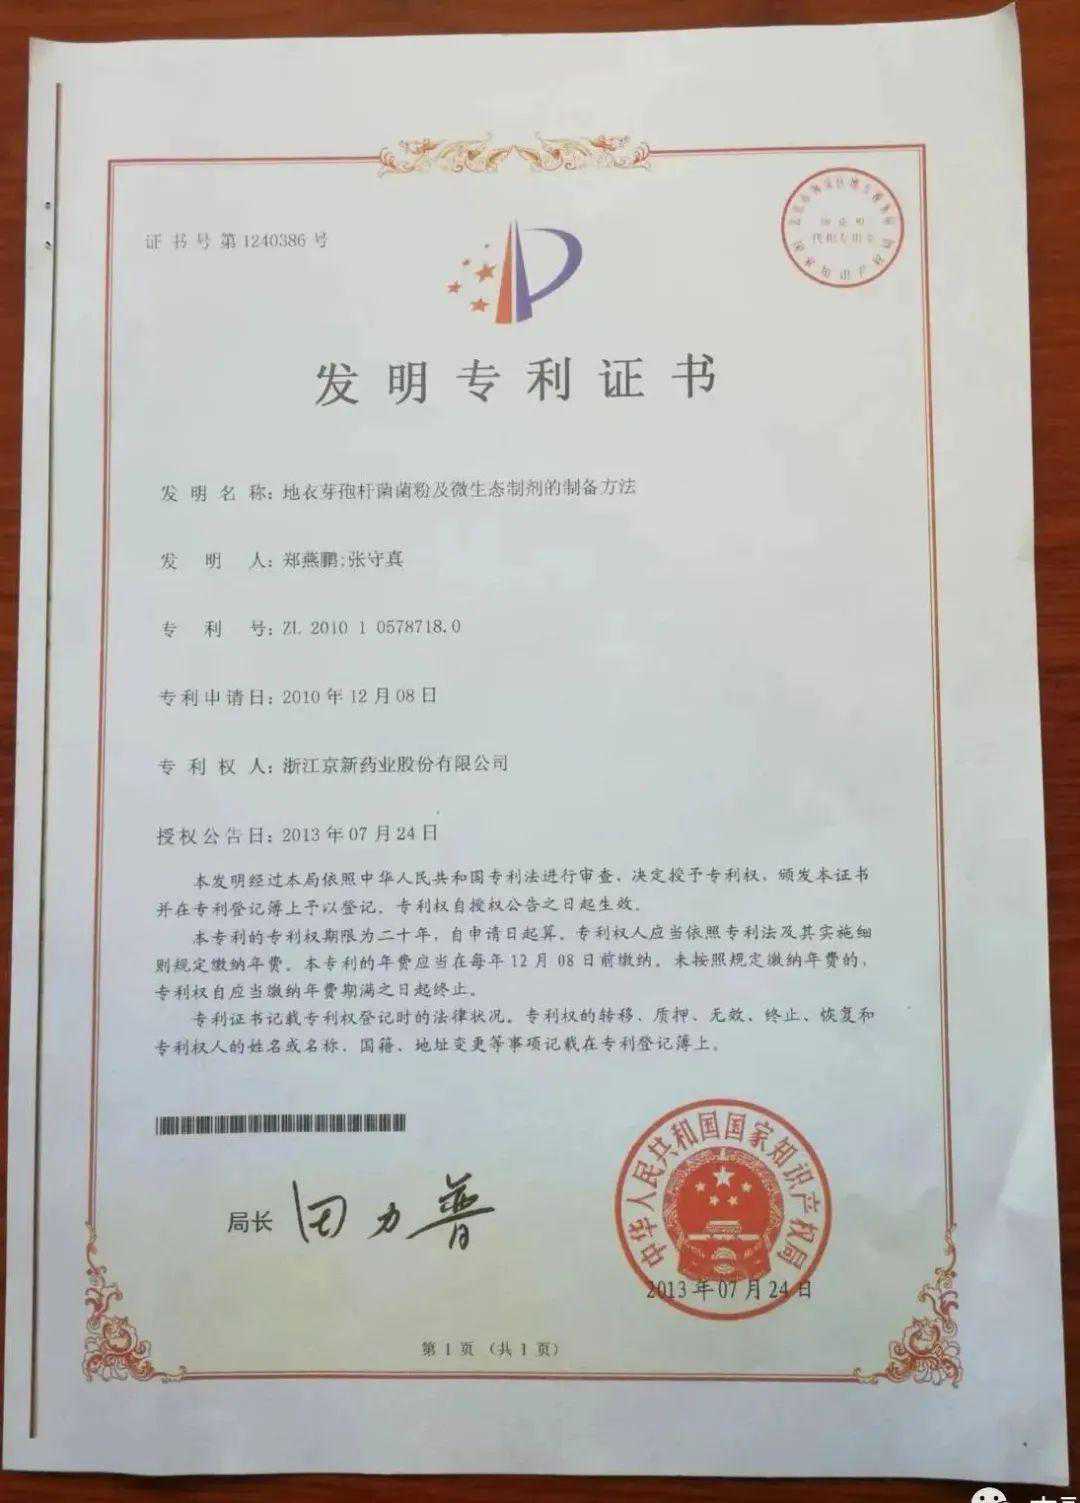 证书号第1240386号
发明专利证书
发明名称：地衣芽孢杆菌菌粉及微生态制剂的制备方法
发明人：郑燕鹏;张守真
专利号：ZL 2010 1 0578718.0
专利申请日：2010年12月08日
专利权人：浙江京新药业股份有限公司
授权公告日：2013年07月24日
本发明经过本局依照中华人民共和国专利法进行审查，决定授予专利权，颁发本证书
并在专利登记簿上予以登记。专利权自授权公告之日起生效。
本专利的专利权期限为二十年，自申请日起算。专利权人应当依照专利法及其实施细
则规定缴纳年费。本专利的年费应当在每年12月08日前缴纳。未按照规定缴纳年费的，
专利权自应当缴纳年费期满之日起终止。
专利证书记载专利权登记时的法律状况。专利权的转移、质押、无效、终止、恢复和
专利权人的姓名或名称、国籍、地址变更等事项记载在专利登记簿上。
局长 田力普
中华人民共和国国家知识产权局
2013年07月24日
第1页（共1页）